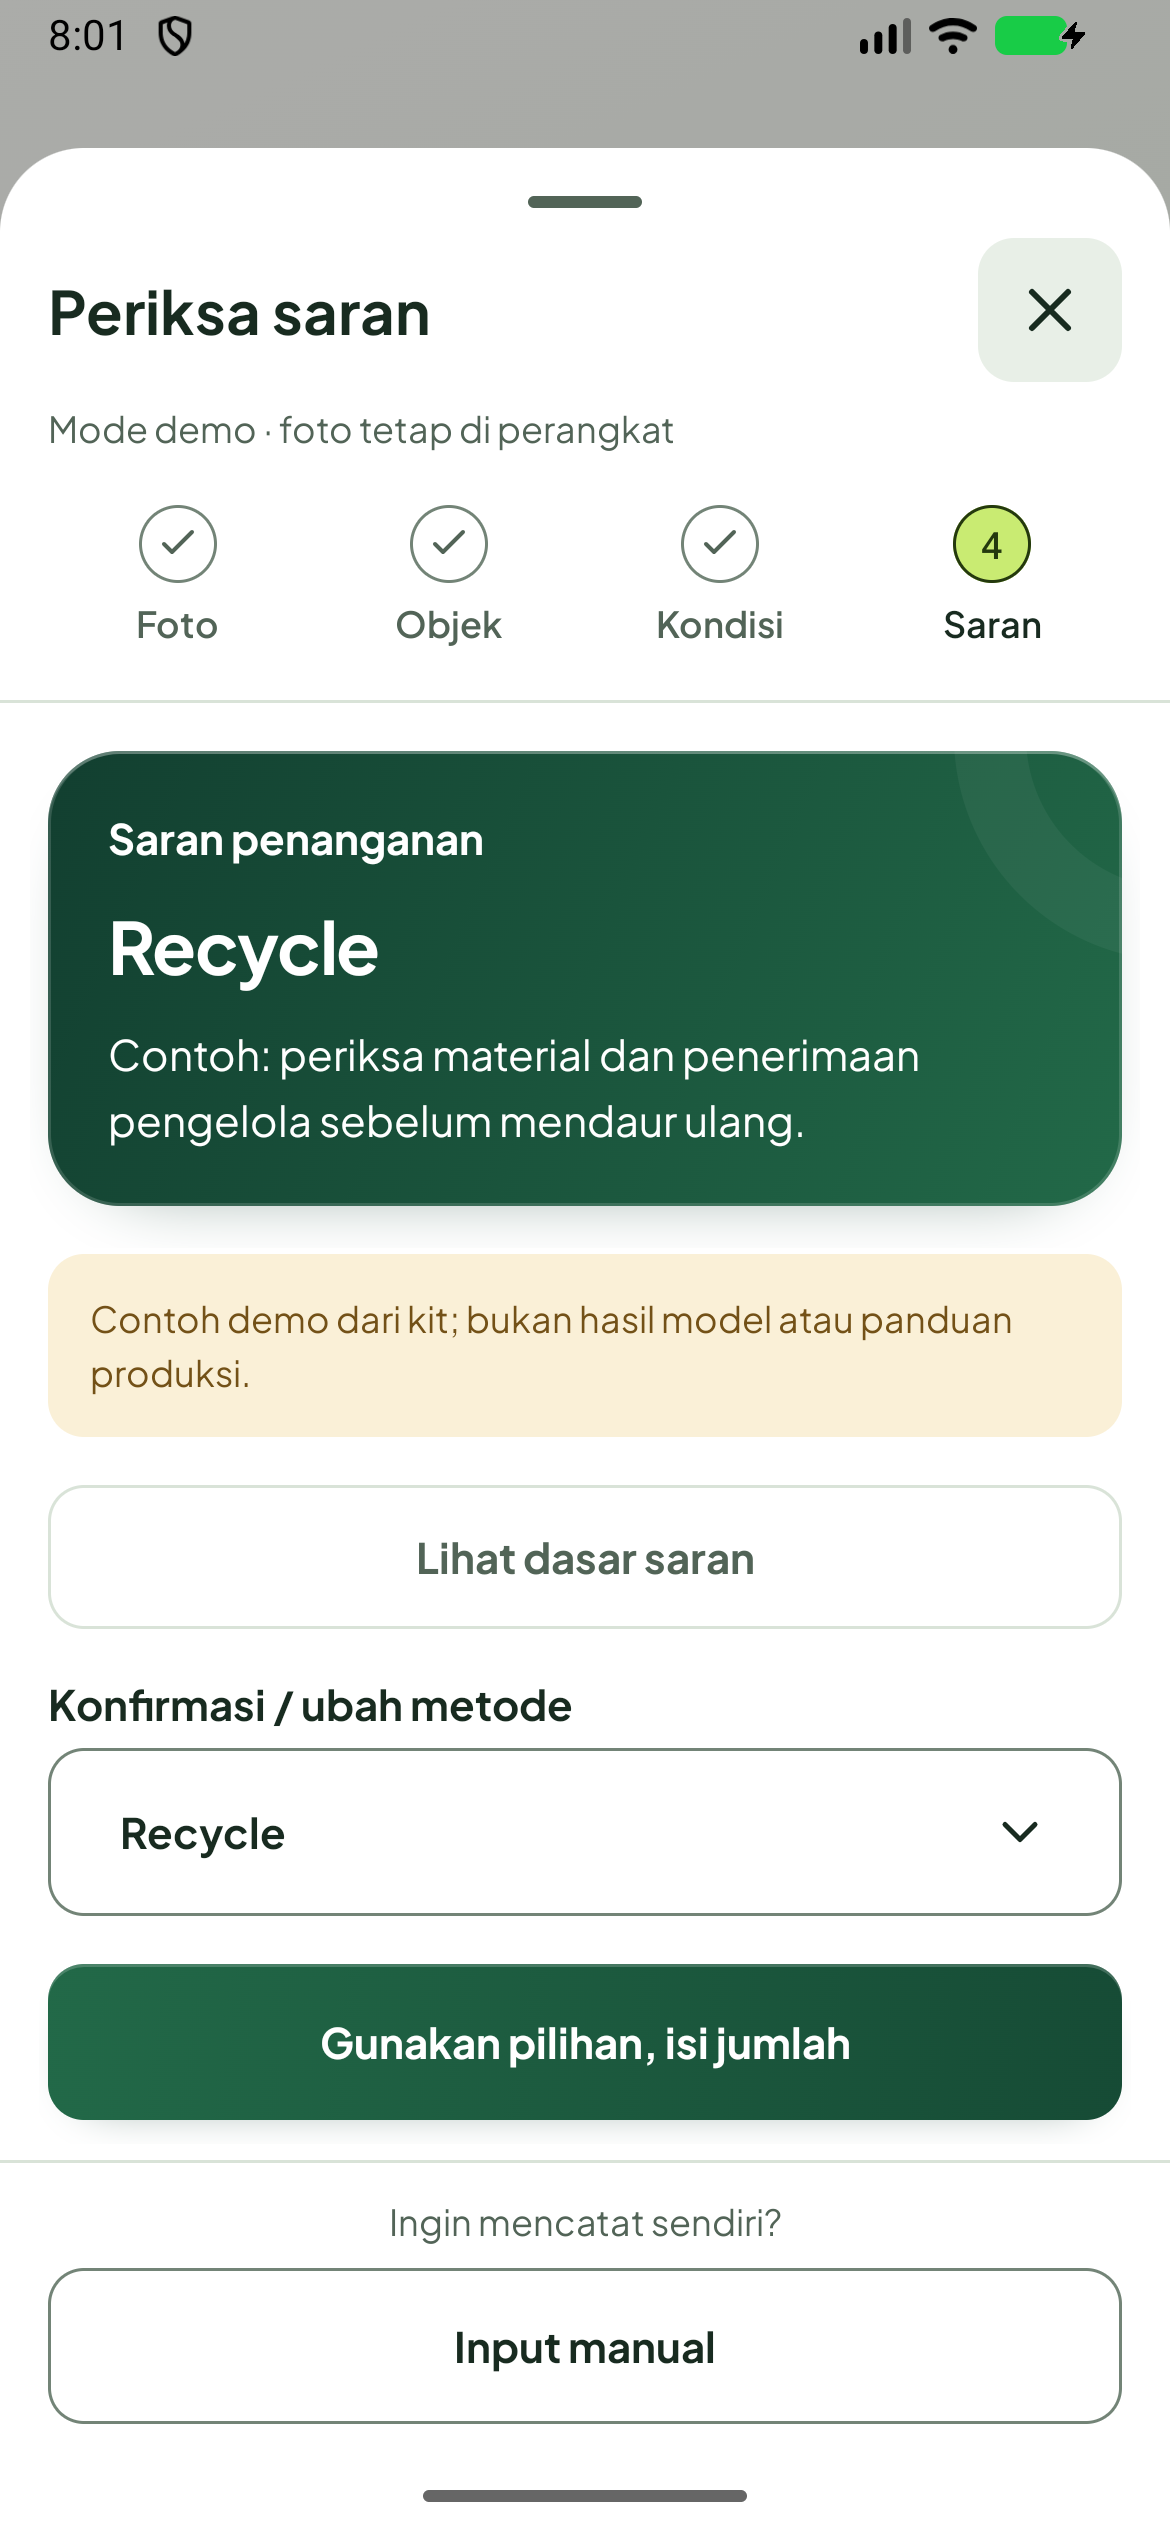 8:01
Periksa saran
Mode demo · foto tetap di perangkat
4
Foto
Objek
Kondisi
Saran
Saran penanganan
Recycle
Contoh: periksa material dan penerimaan
pengelola sebelum mendaur ulang.
Contoh demo dari kit; bukan hasil model atau panduan
produksi.
Lihat dasar saran
Konfirmasi / ubah metode
Recycle
Gunakan pilihan, isi jumlah
Ingin mencatat sendiri?
Input manual